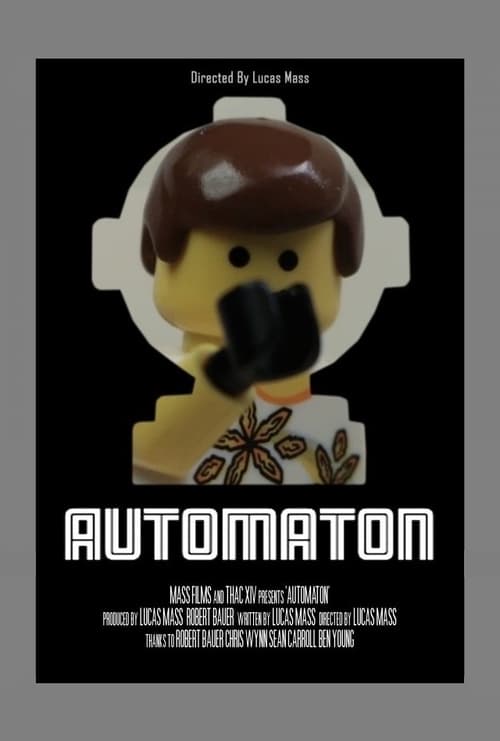 Directed By Lucas Mass
AUTOMATON
MASS FILMS AND THAC XIV PRESENTS 'AUTOMATON'
PRODUCED BY LUCAS MASS ROBERT BAUER WRITTEN BY LUCAS MASS DIRECTED BY LUCAS MASS
THANKS TO ROBERT BAUER CHRIS WYNN SEAN CARROLL BEN YOUNG